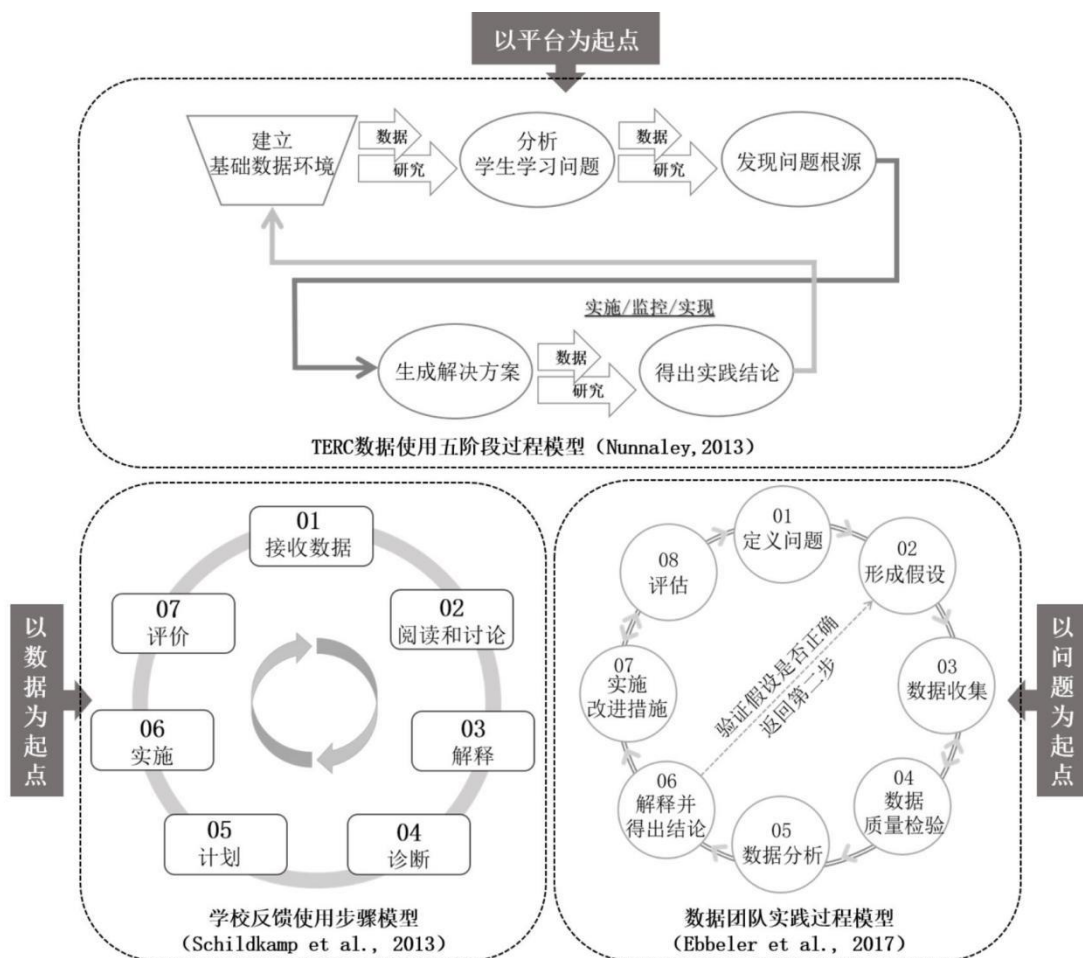 以平台为起点
建立
基础数据环境
数据
研究
分析
学生学习问题
数据
研究
发现问题根源
实施/监控/实现
生成解决方案
数据
研究
得出实践结论
TERC数据使用五阶段过程模型（Nunnaley,2013）
以数据为起点
01
接收数据
02
阅读和讨论
03
解释
04
诊断
05
计划
06
实施
07
评价
学校反馈使用步骤模型
（Schildkamp et al., 2013）
以问题为起点
01
定义问题
02
形成假设
03
数据收集
04
数据
质量检验
05
数据分析
06
解释并
得出结论
07
实施
改进措施
08
评估
验证假设是否正确
返回第二步
数据团队实践过程模型
（Ebbeler et al., 2017）